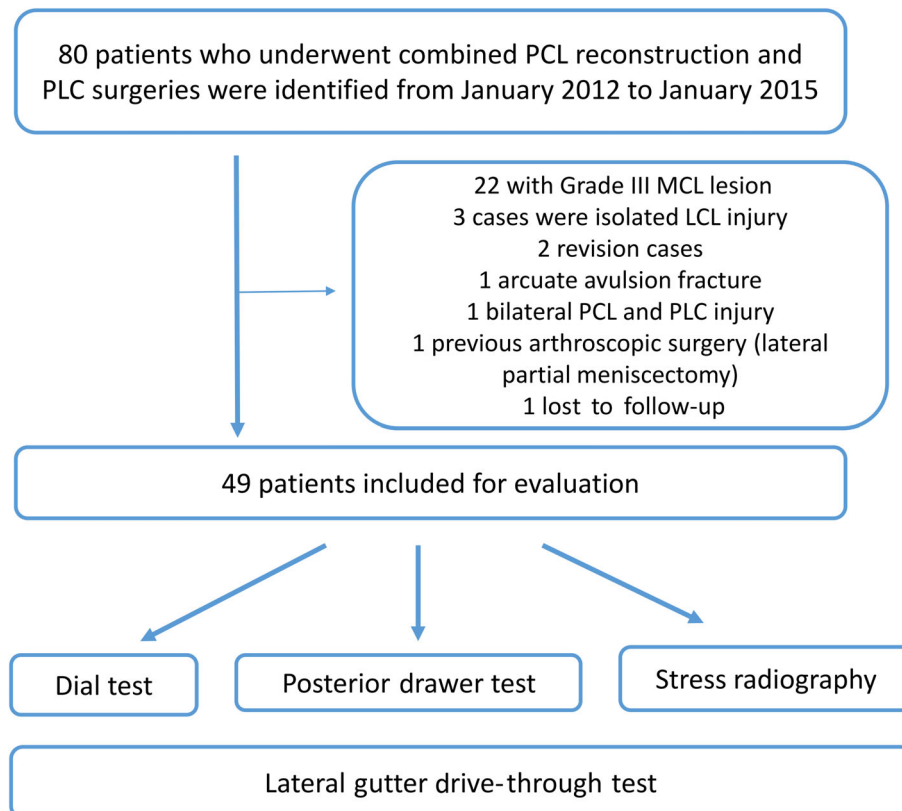 80 patients who underwent combined PCL reconstruction and
PLC surgeries were identified from January 2012 to January 2015
22 with Grade III MCL lesion
3 cases were isolated LCL injury
2 revision cases
1 arcuate avulsion fracture
1 bilateral PCL and PLC injury
1 previous arthroscopic surgery (lateral
partial meniscectomy)
1 lost to follow-up
49 patients included for evaluation
Dial test
Posterior drawer test
Stress radiography
Lateral gutter drive-through test